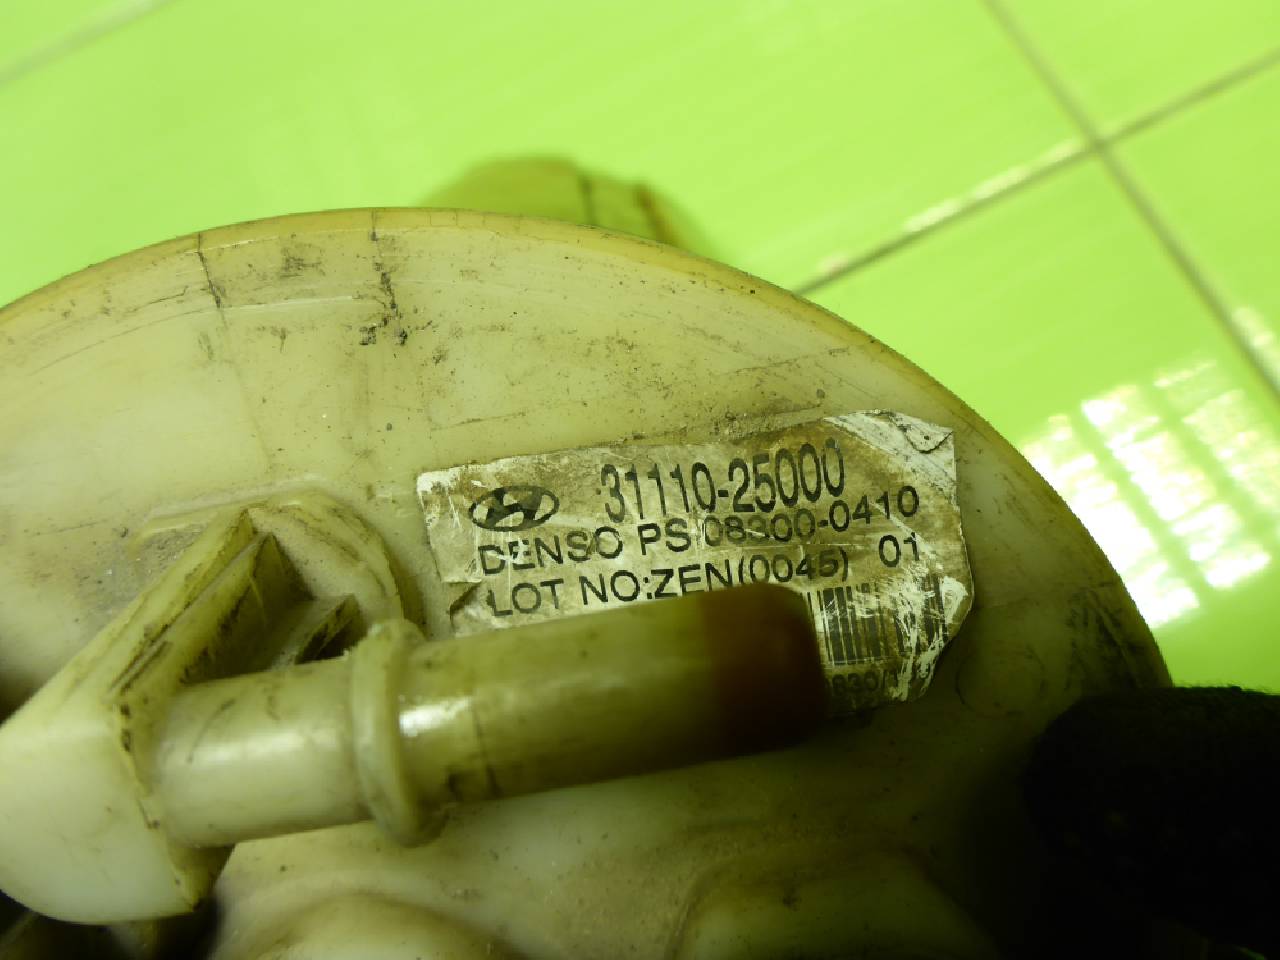 31110-25000
DENSO PS/08300-0410
LOT NO:ZEN(0045) 01